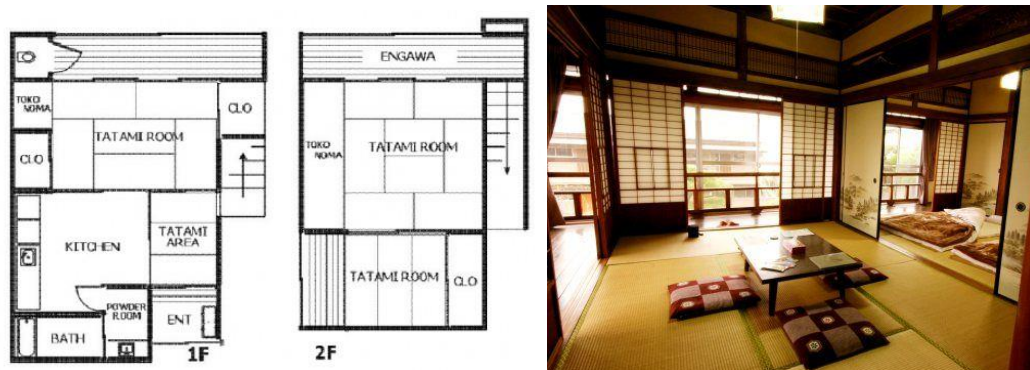 TOKO
NOMA
CLO
TATAMI ROOM
CLO
KITCHEN
TATAMI
AREA
POWDER
ROOM
ENT
BATH
1F
ENGAWA
TOKO
NOMA
TATAMI ROOM
TATAMI ROOM
CLO
2F